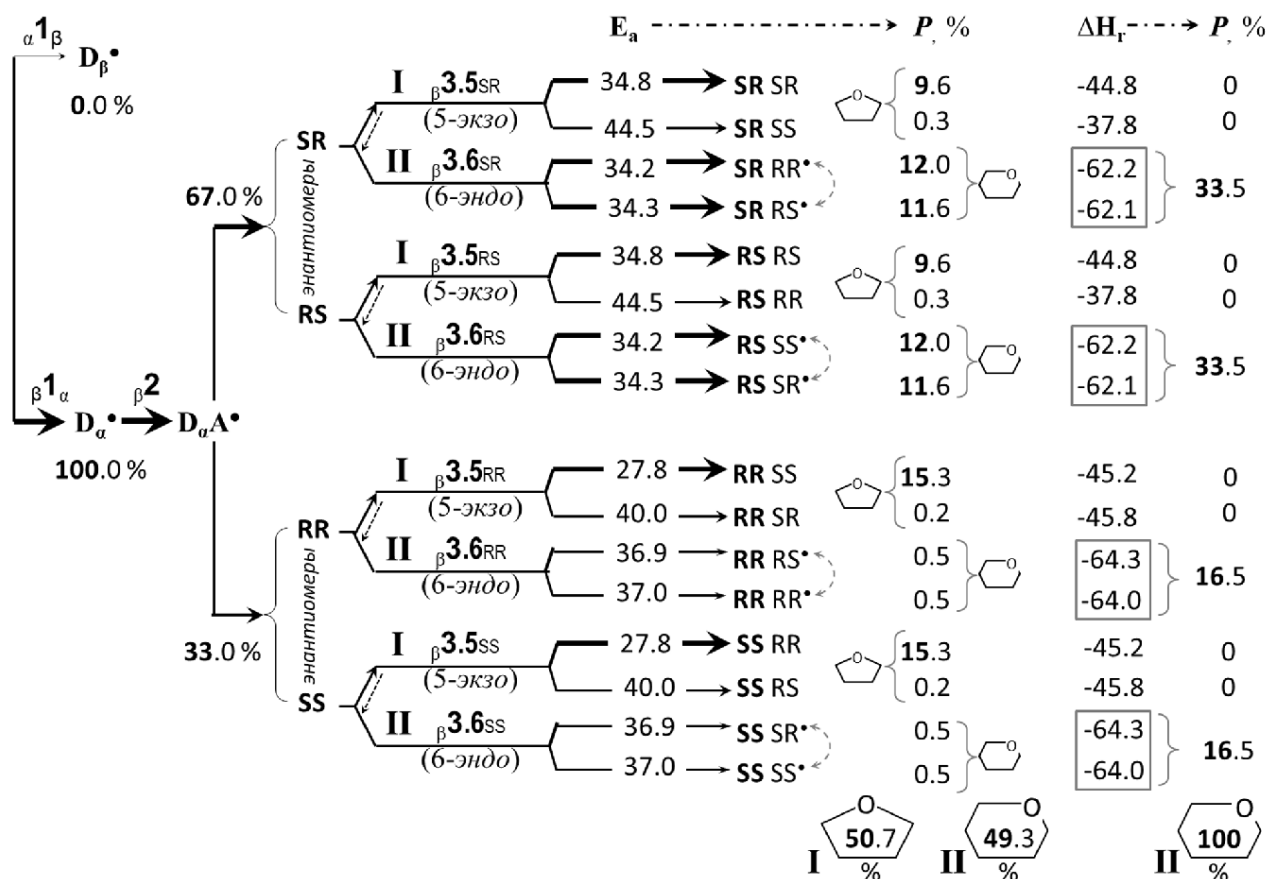 Eₐ P, % ΔHᵣ P, %
α1β Dβ•
0.0 %
I β3.5SR 34.8 SR SR O 9.6 -44.8 0
(5-экзо) 44.5 SR SS 0.3 -37.8 0
SR
II β3.6SR 34.2 SR RR• 12.0 O -62.2 33.5
(6-эндо) 34.3 SR RS• 11.6 -62.1
67.0 %
энантиомеры
I β3.5RS 34.8 RS RS O 9.6 -44.8 0
(5-экзо) 44.5 RS RR 0.3 -37.8 0
RS
II β3.6RS 34.2 RS SS• 12.0 O -62.2 33.5
(6-эндо) 34.3 RS SR• 11.6 -62.1
β1α Dα• β2 DαA•
100.0 %
I β3.5RR 27.8 RR SS O 15.3 -45.2 0
(5-экзо) 40.0 RR SR 0.2 -45.8 0
RR
II β3.6RR 36.9 RR RS• 0.5 O -64.3 16.5
(6-эндо) 37.0 RR RR• 0.5 -64.0
33.0 %
энантиомеры
I β3.5SS 27.8 SS RR O 15.3 -45.2 0
(5-экзо) 40.0 SS RS 0.2 -45.8 0
SS
II β3.6SS 36.9 SS SR• 0.5 O -64.3 16.5
(6-эндо) 37.0 SS SS• 0.5 -64.0
O O O
I 50.7 % II 49.3 % II 100 %